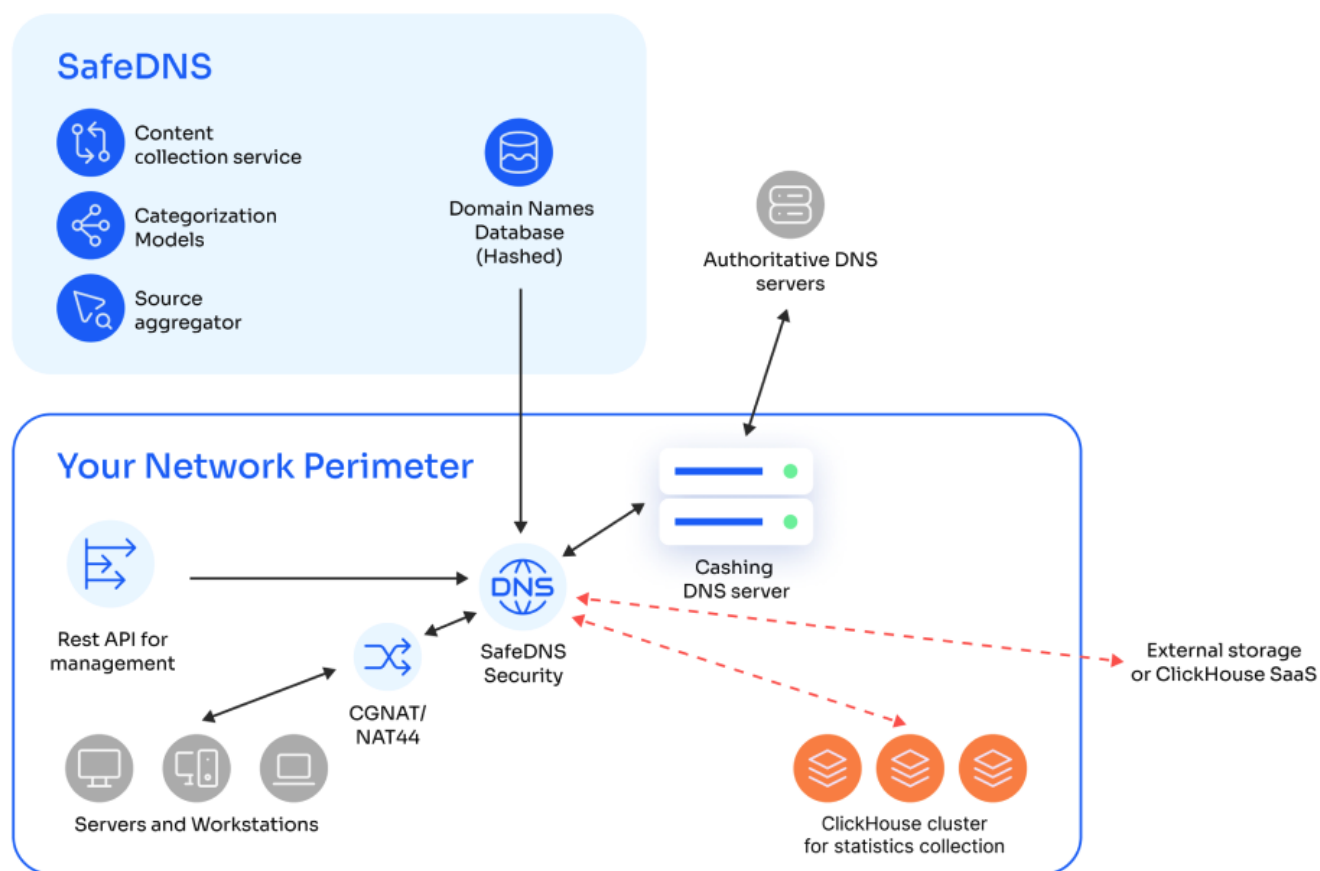 SafeDNS
Content
collection service
Categorization
Models
Source
aggregator
Domain Names
Database
(Hashed)
Authoritative DNS
servers
Your Network Perimeter
Rest API for
management
CGNAT/
NAT44
DNS
SafeDNS
Security
Cashing
DNS server
External storage
or ClickHouse SaaS
Servers and Workstations
ClickHouse cluster
for statistics collection